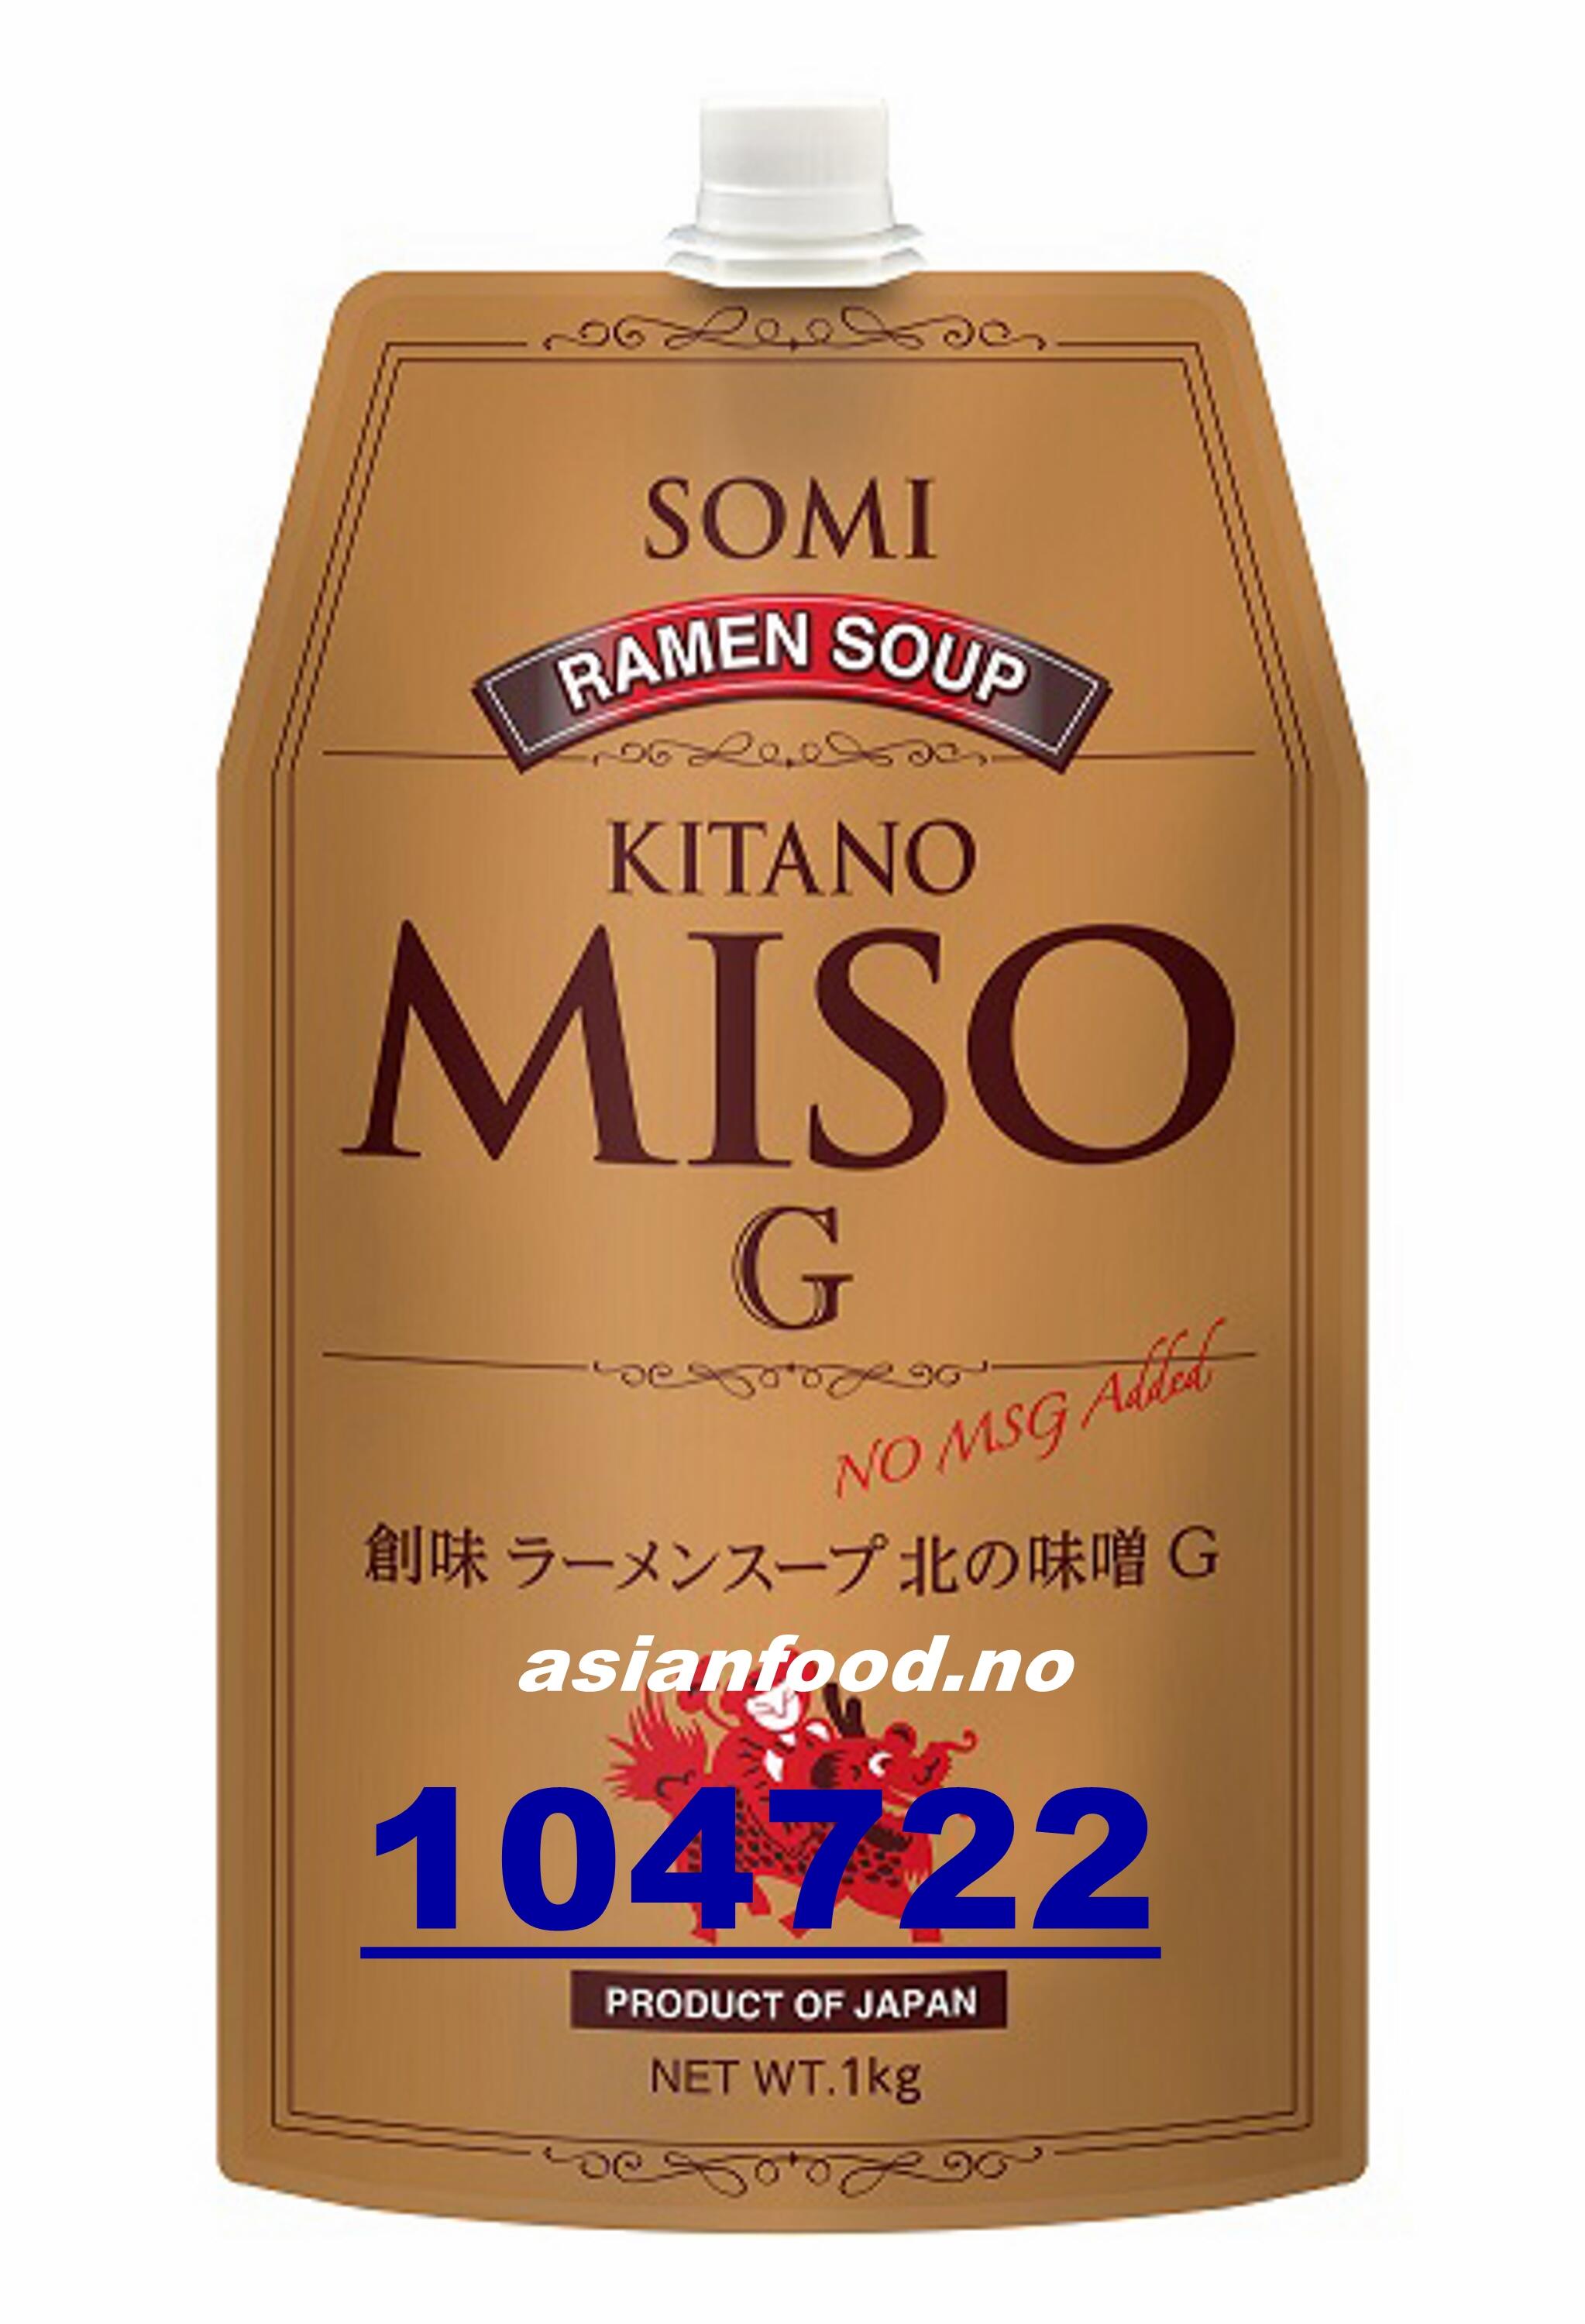 SOMI
RAMEN SOUP
KITANO
MISO
G
NO MSG Added
創味 ラーメンスープ 北の味噌 G
asianfood.no
104722
PRODUCT OF JAPAN
NET WT.1kg